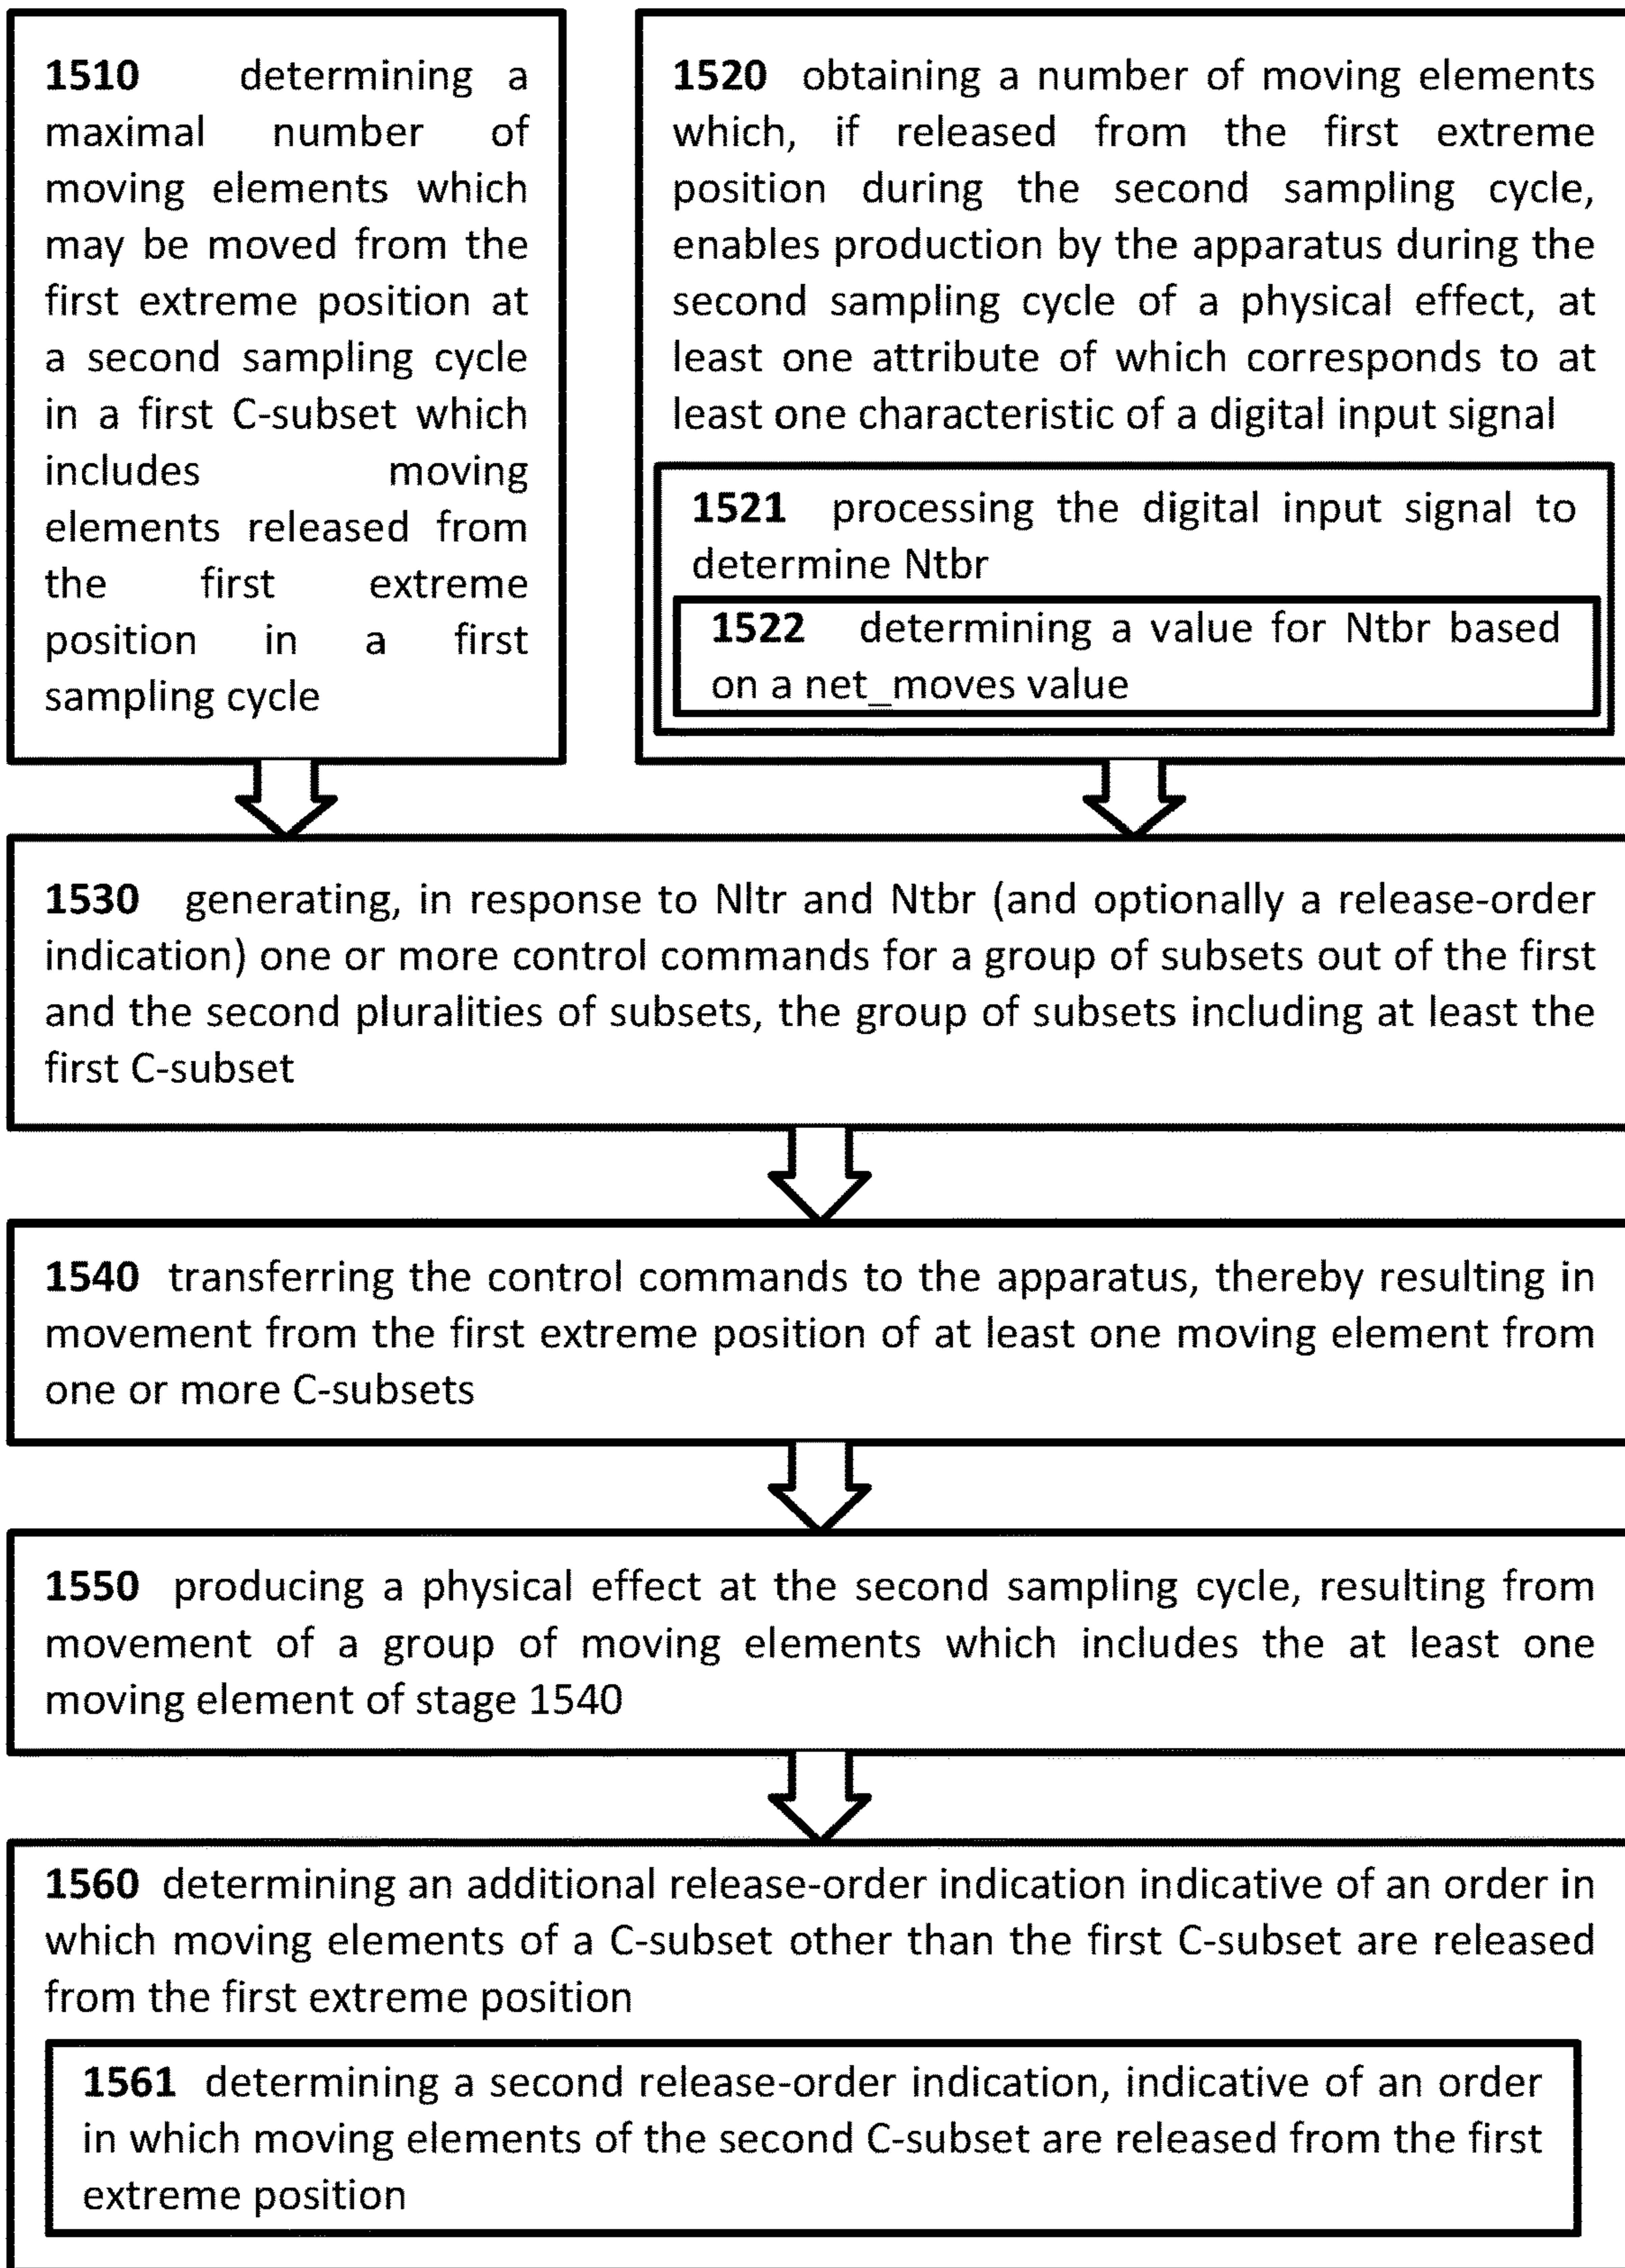 1510 determining a
maximal number of
moving elements which
may be moved from the
first extreme position at
a second sampling cycle
in a first C-subset which
includes moving
elements released from
the first extreme
position in a first
sampling cycle
1520 obtaining a number of moving elements
which, if released from the first extreme
position during the second sampling cycle,
enables production by the apparatus during the
second sampling cycle of a physical effect, at
least one attribute of which corresponds to at
least one characteristic of a digital input signal
1521 processing the digital input signal to
determine Ntbr
1522 determining a value for Ntbr based
on a net_moves value
1530 generating, in response to Nltr and Ntbr (and optionally a release-order
indication) one or more control commands for a group of subsets out of the first
and the second pluralities of subsets, the group of subsets including at least the
first C-subset
1540 transferring the control commands to the apparatus, thereby resulting in
movement from the first extreme position of at least one moving element from
one or more C-subsets
1550 producing a physical effect at the second sampling cycle, resulting from
movement of a group of moving elements which includes the at least one
moving element of stage 1540
1560 determining an additional release-order indication indicative of an order in
which moving elements of a C-subset other than the first C-subset are released
from the first extreme position
1561 determining a second release-order indication, indicative of an order
in which moving elements of the second C-subset are released from the first
extreme position